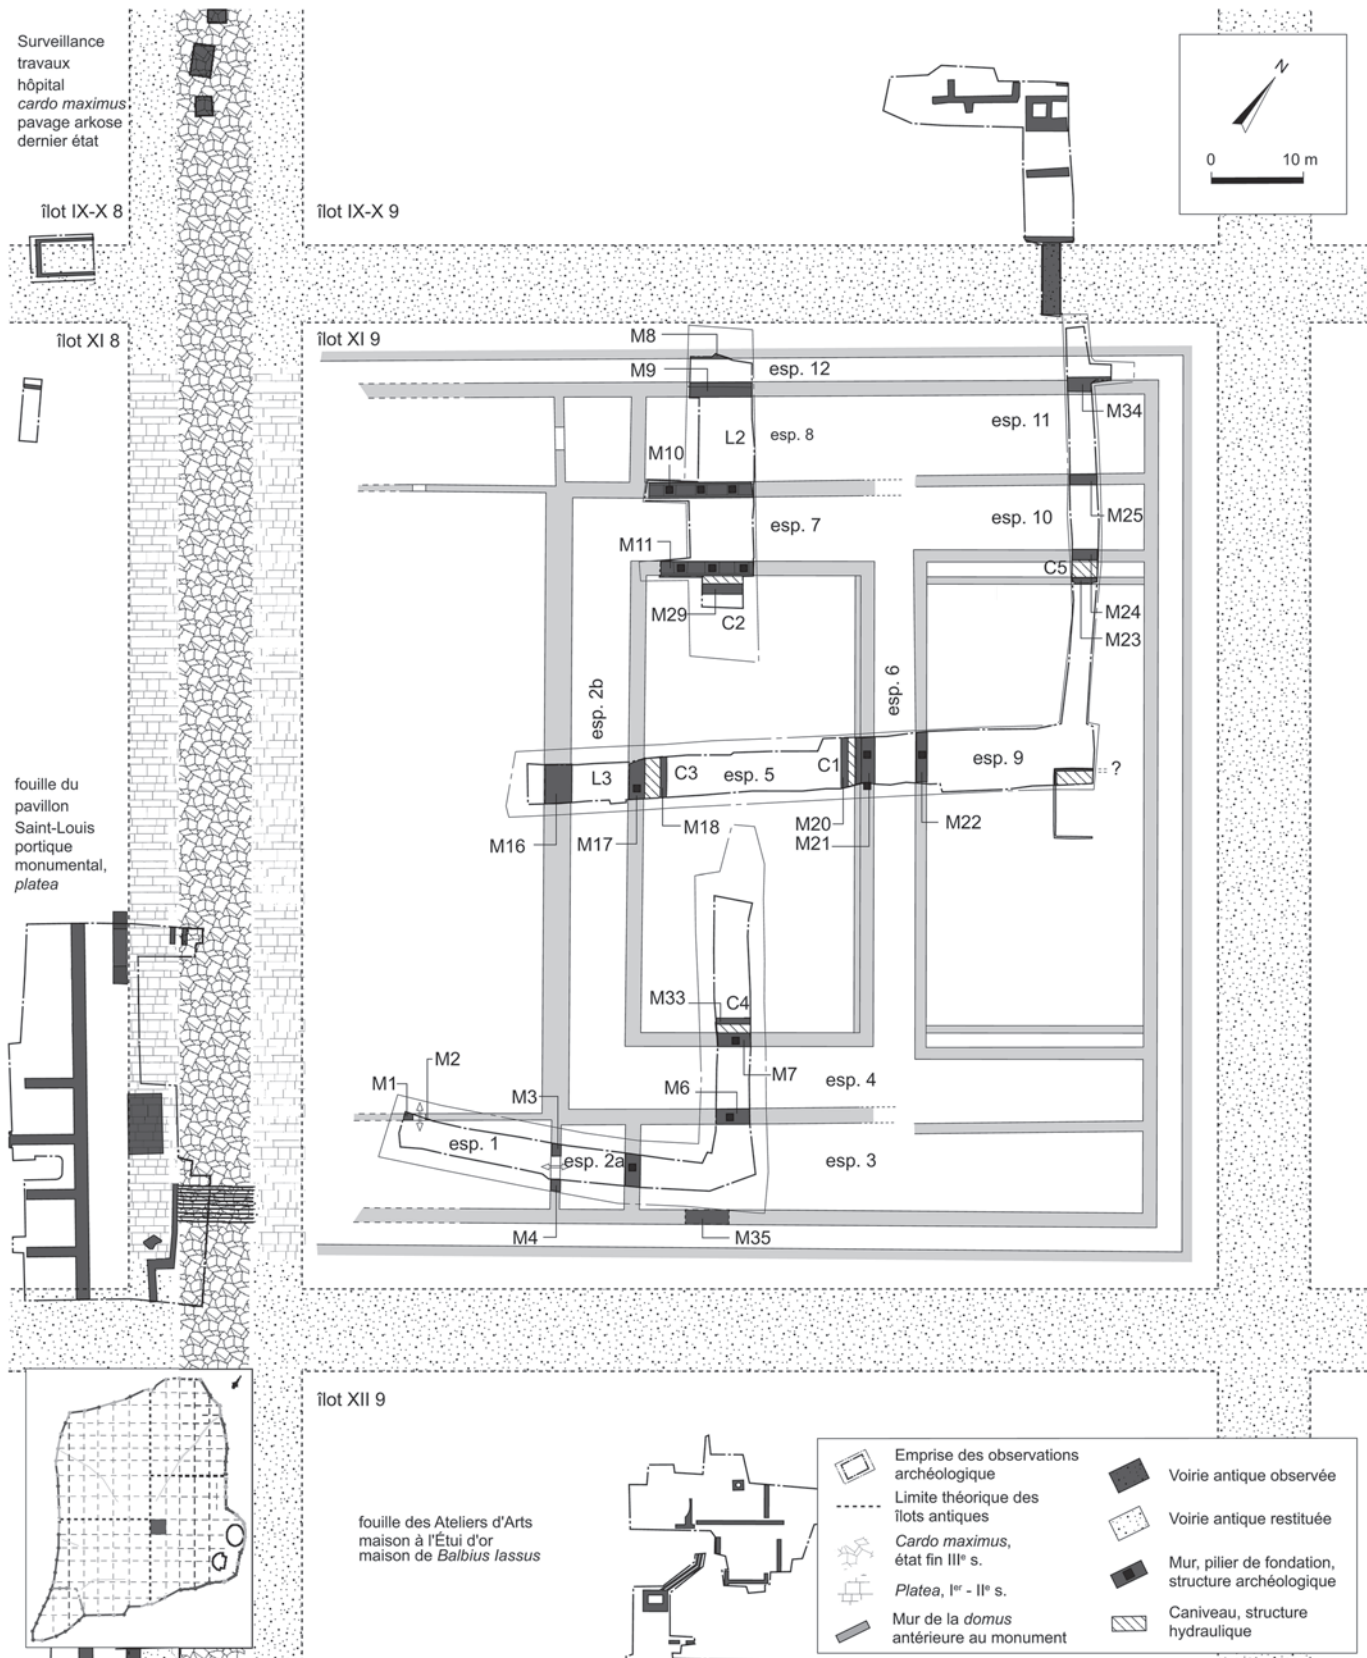 Surveillance
travaux
hôpital
cardo maximus
pavage arkose
dernier état
N
0 10 m
îlot IX-X 8
îlot IX-X 9
îlot XI 8
îlot XI 9
M8
M9
esp. 12
M34
esp. 11
L2
esp. 8
M10
M25
esp. 10
esp. 7
M11
C5
M24
M29
C2
M23
esp. 2b
esp. 6
L3
C3
esp. 5
C1
esp. 9
?
M18
M20
M22
M16
M17
M21
fouille du
pavillon
Saint-Louis
portique
monumental,
platea
M33
C4
M7
M2
M1
M3
M6
esp. 4
esp. 1
esp. 2a
esp. 3
M4
M35
îlot XII 9
fouille des Ateliers d'Arts
maison à l'Étui d'or
maison de Balbius Iassus
Emprise des observations
archéologique
Limite théorique des
îlots antiques
Cardo maximus,
état fin IIIe s.
Platea, Ier - IIe s.
Mur de la domus
antérieure au monument
Voirie antique observée
Voirie antique restituée
Mur, pilier de fondation,
structure archéologique
Caniveau, structure
hydraulique